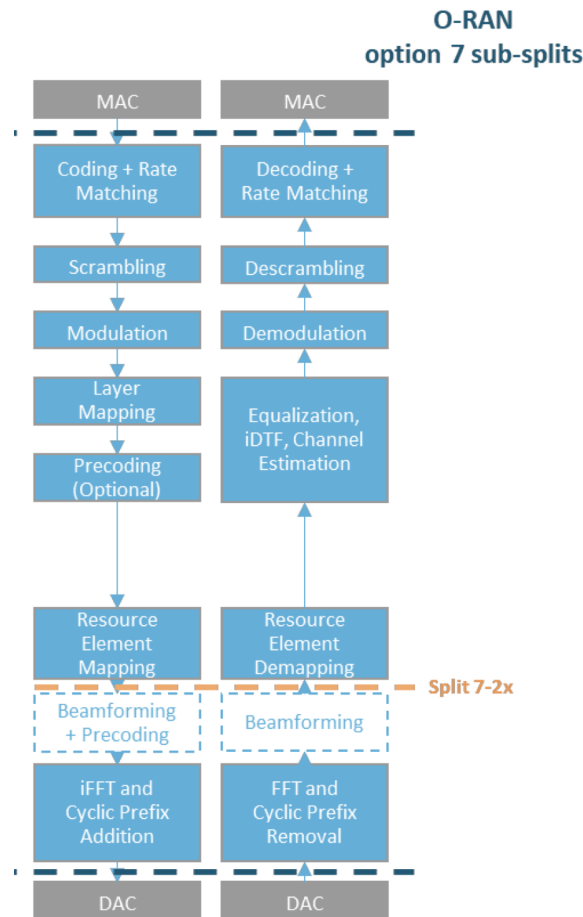 O-RAN
option 7 sub-splits
MAC
MAC
Coding + Rate
Matching
Decoding +
Rate Matching
Scrambling
Descrambling
Modulation
Demodulation
Layer
Mapping
Equalization,
iDTF, Channel
Estimation
Precoding
(Optional)
Resource
Element
Mapping
Resource
Element
Demapping
Split 7-2x
Beamforming
+ Precoding
Beamforming
iFFT and
Cyclic Prefix
Addition
FFT and
Cyclic Prefix
Removal
DAC
DAC